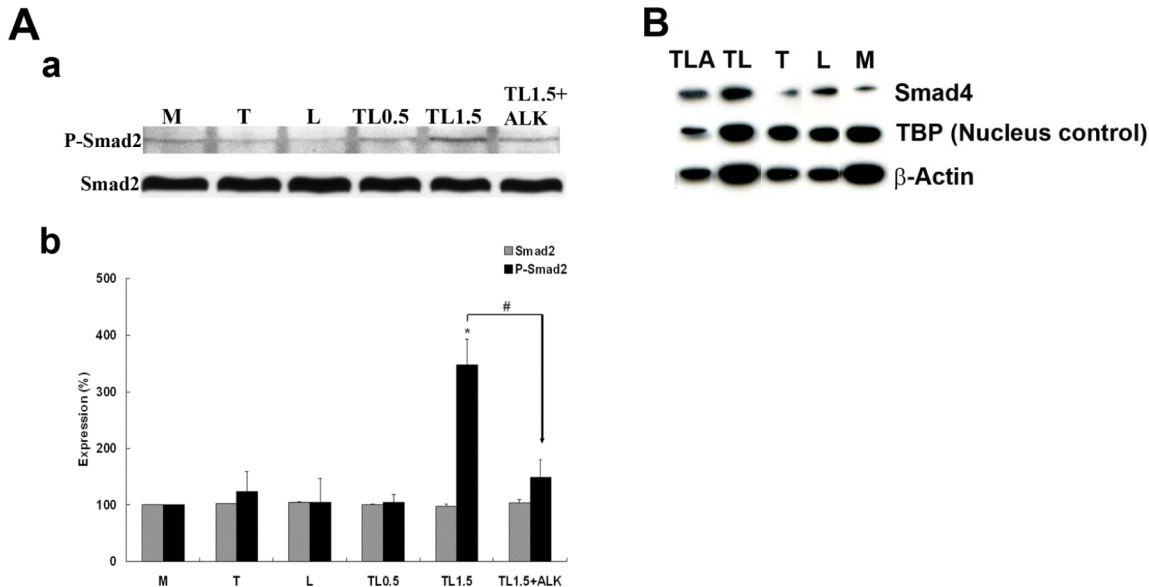 A
a
M T L TL0.5 TL1.5 TL1.5+
ALK
P-Smad2
Smad2
b
Smad2
P-Smad2
Expression (%)
500
400
300
200
100
0
#
*
M T L TL0.5 TL1.5 TL1.5+ALK
B
TLA TL T L M
Smad4
TBP (Nucleus control)
β-Actin